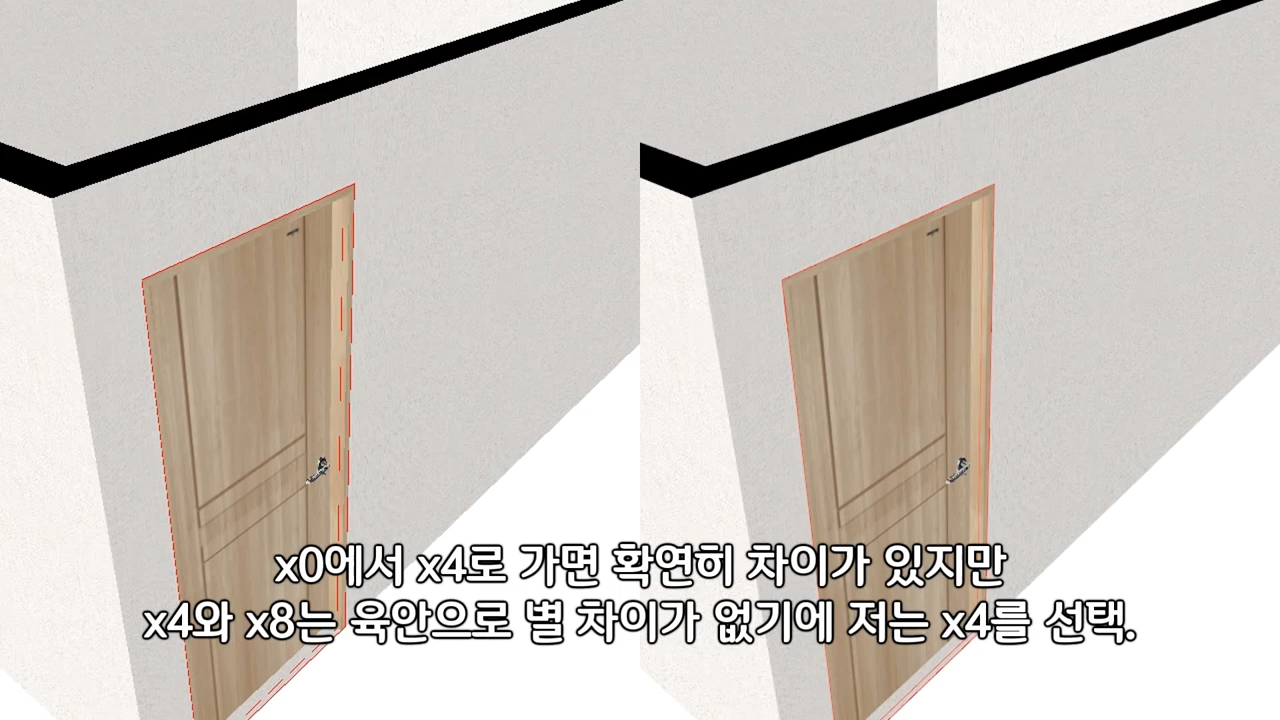 x0에서 x4로 가면 확연히 차이가 있지만
x4와 x8는 육안으로 별 차이가 없기에 저는 x4를 선택.